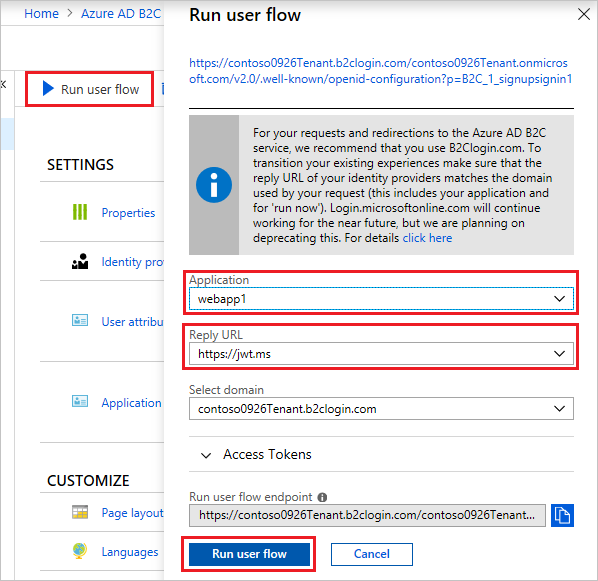 Home > Azure AD B2C
Run user flow
SETTINGS
Properties
Identity pro
User attribu
Application
CUSTOMIZE
Page layou
Languages
Run user flow
https://contoso0926Tenant.b2clogin.com/contoso0926Tenant.onmicros
oft.com/v2.0/.well-known/openid-configuration?p=B2C_1_signupsignin1
For your requests and redirections to the Azure AD B2C
service, we recommend that you use B2Clogin.com. To
transition your existing experiences make sure that the
reply URL of your identity providers matches the domain
used by your request (this includes your application and
for 'run now'). Login.microsoftonline.com will continue
working for the near future, but we are planning on
deprecating this. For details click here
Application
webapp1
Reply URL
https://jwt.ms
Select domain
contoso0926Tenant.b2clogin.com
Access Tokens
Run user flow endpoint
https://contoso0926Tenant.b2clogin.com/contoso0926Tenant...
Run user flow
Cancel